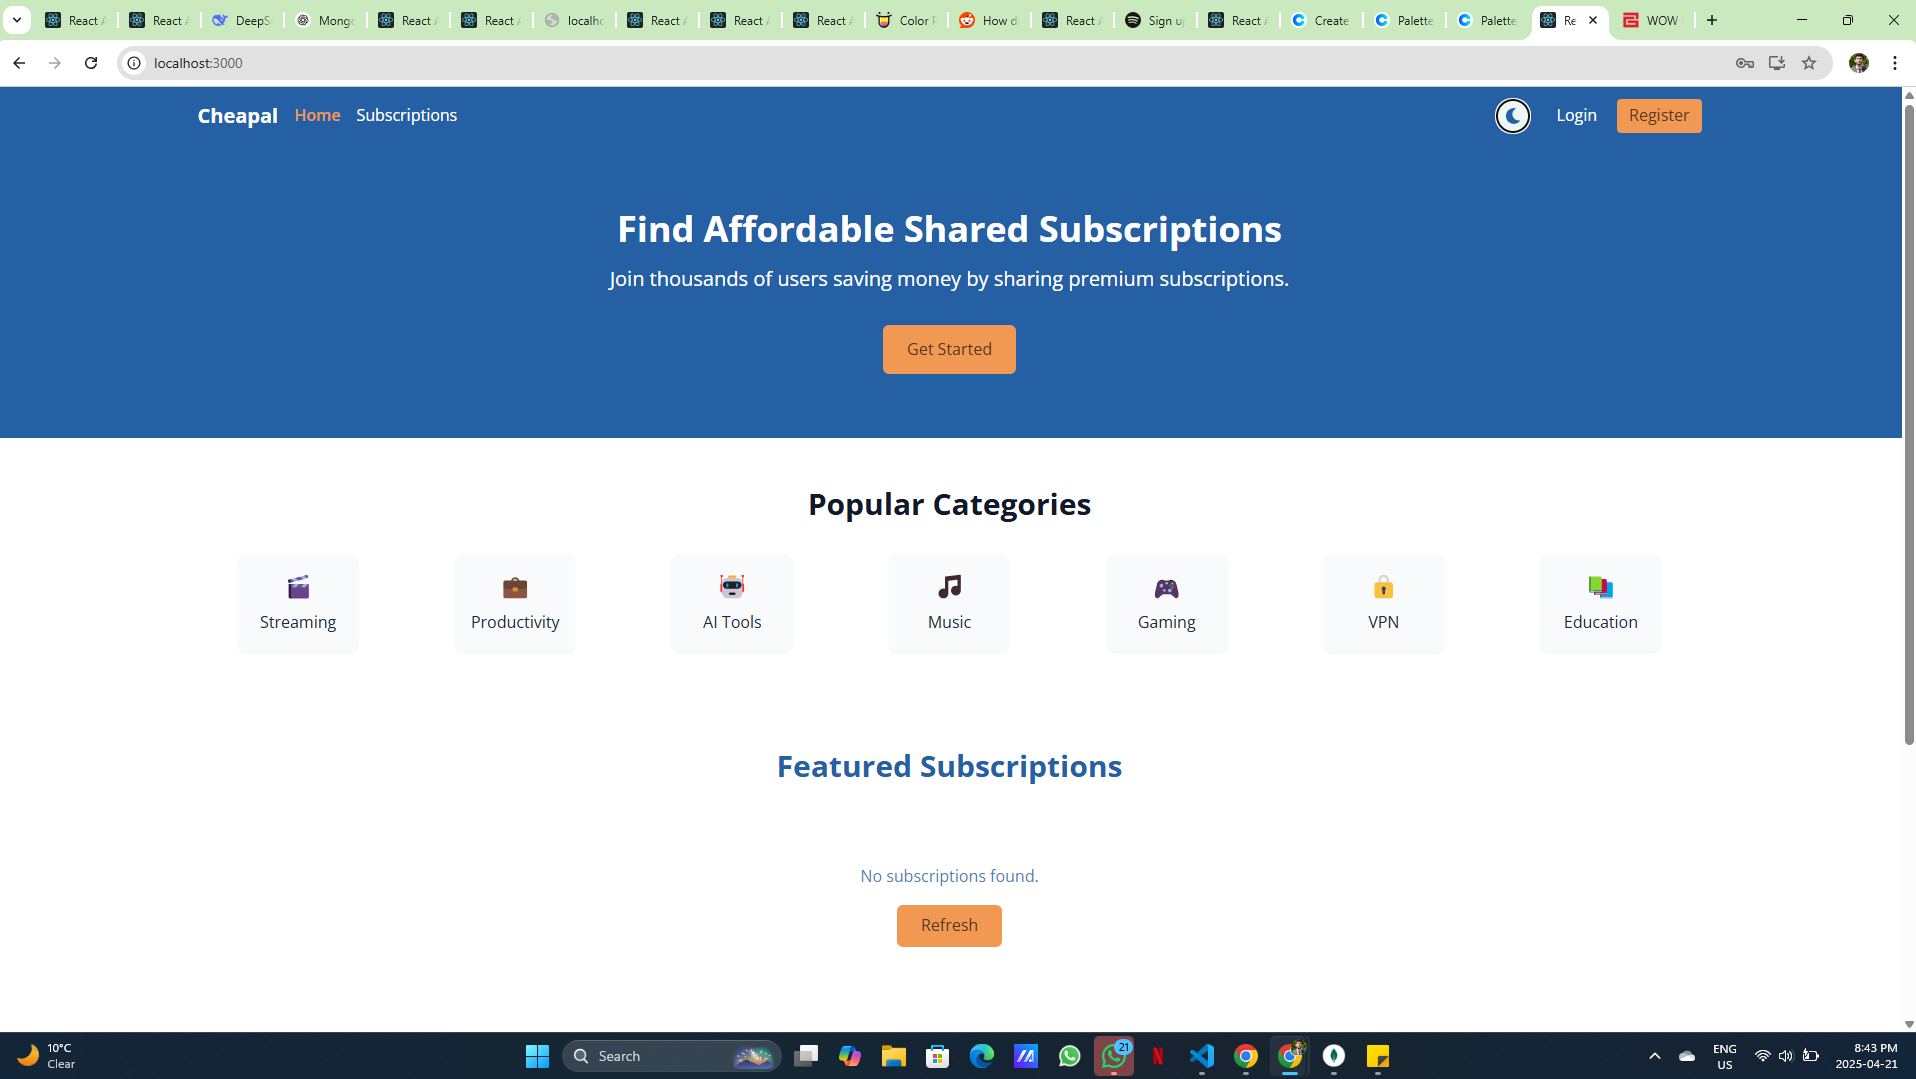 React A
React A
DeepS
Mongo
React A
React A
localho
React A
React A
React A
Color P
How d
React A
Sign up
React A
Create
Palette
Palette
Re
WOW
localhost:3000
Cheapal Home Subscriptions
Login Register
Find Affordable Shared Subscriptions
Join thousands of users saving money by sharing premium subscriptions.
Get Started
Popular Categories
Streaming
Productivity
AI Tools
Music
Gaming
VPN
Education
Featured Subscriptions
No subscriptions found.
Refresh
10°C
Clear
Search
21
ENG
US
8:43 PM
2025-04-21